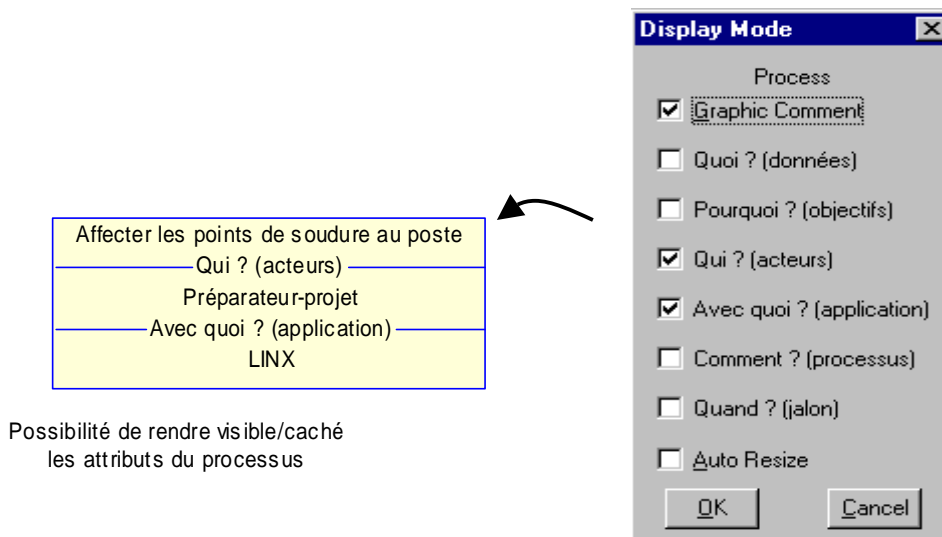 Affecter les points de soudure au poste
Qui ? (acteurs)
Préparateur-projet
Avec quoi ? (application)
LINX
Possibilité de rendre visible/caché
les attributs du processus
Display Mode
Process
Graphic Comment
Quoi ? (données)
Pourquoi ? (objectifs)
Qui ? (acteurs)
Avec quoi ? (application)
Comment ? (processus)
Quand ? (jalon)
Auto Resize
OK
Cancel